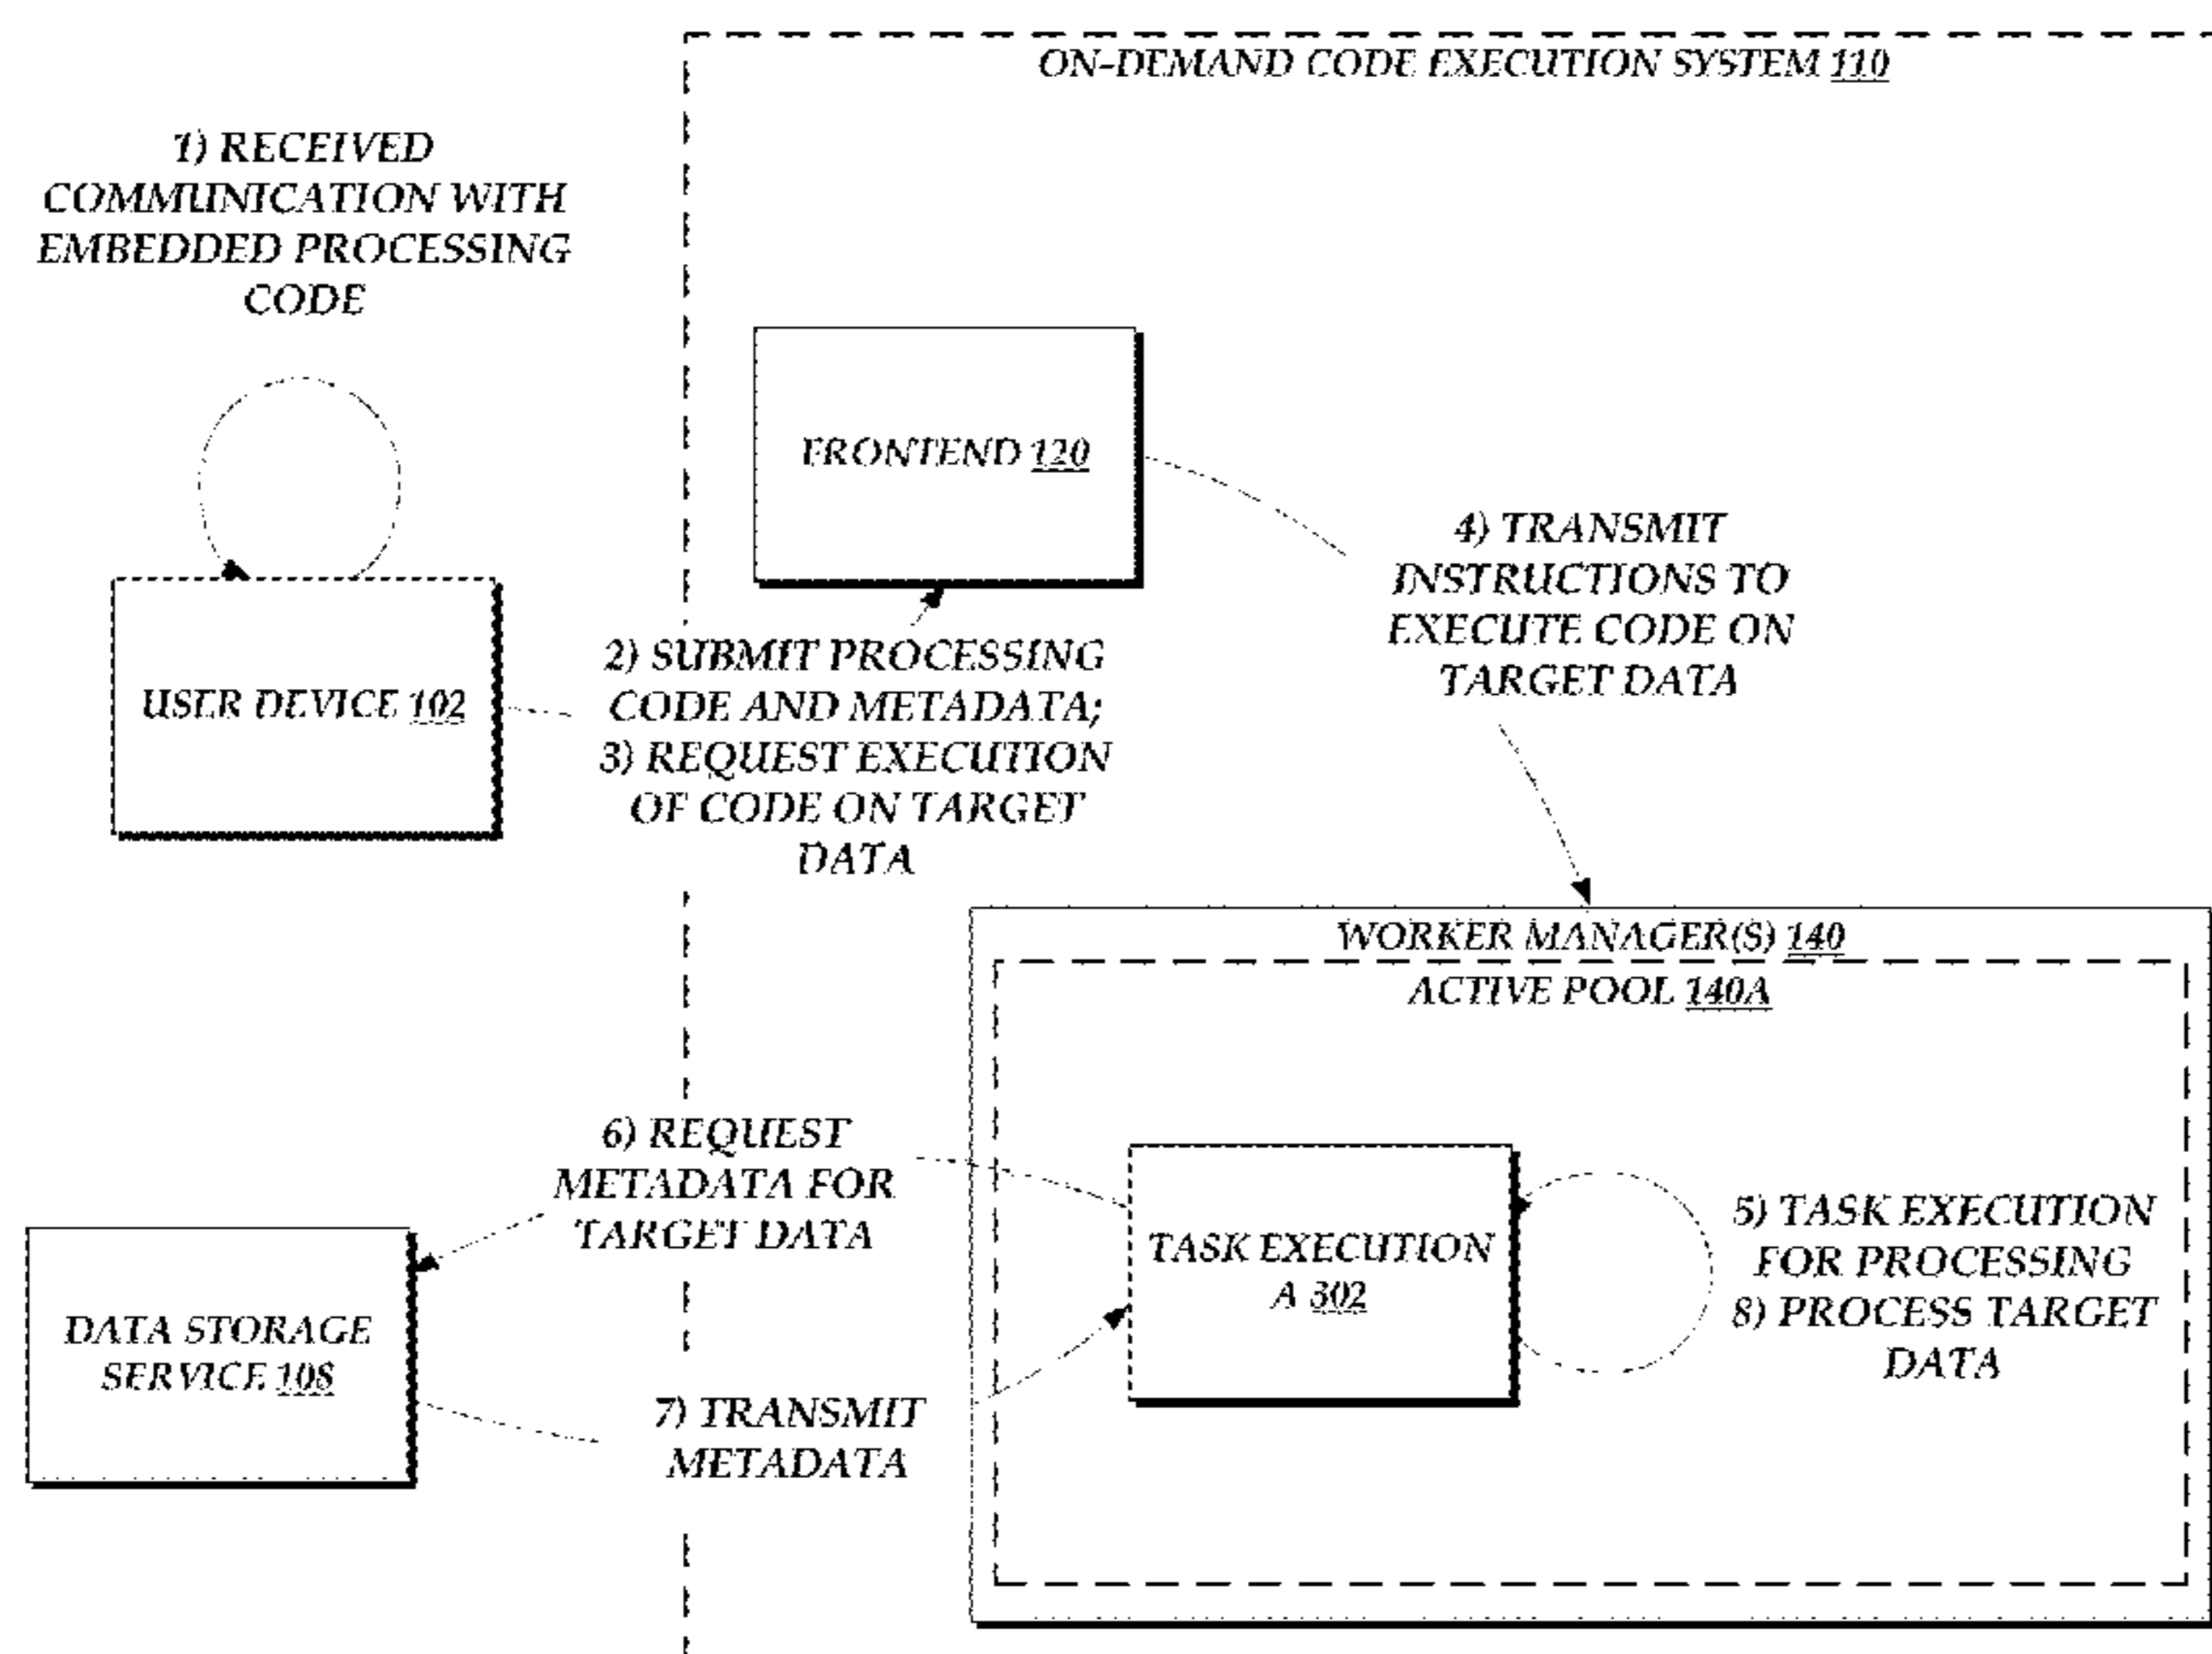 ON-DEMAND CODE EXECUTION SYSTEM 110
1) RECEIVED
COMMUNICATION WITH
EMBEDDED PROCESSING
CODE
FRONTEND 120
4) TRANSMIT
INSTRUCTIONS TO
EXECUTE CODE ON
TARGET DATA
USER DEVICE 102
2) SUBMIT PROCESSING
CODE AND METADATA;
3) REQUEST EXECUTION
OF CODE ON TARGET
DATA
WORKER MANAGER(S) 140
ACTIVE POOL 140A
6) REQUEST
METADATA FOR
TARGET DATA
TASK EXECUTION
A 302
5) TASK EXECUTION
FOR PROCESSING
8) PROCESS TARGET
DATA
DATA STORAGE
SERVICE 108
7) TRANSMIT
METADATA